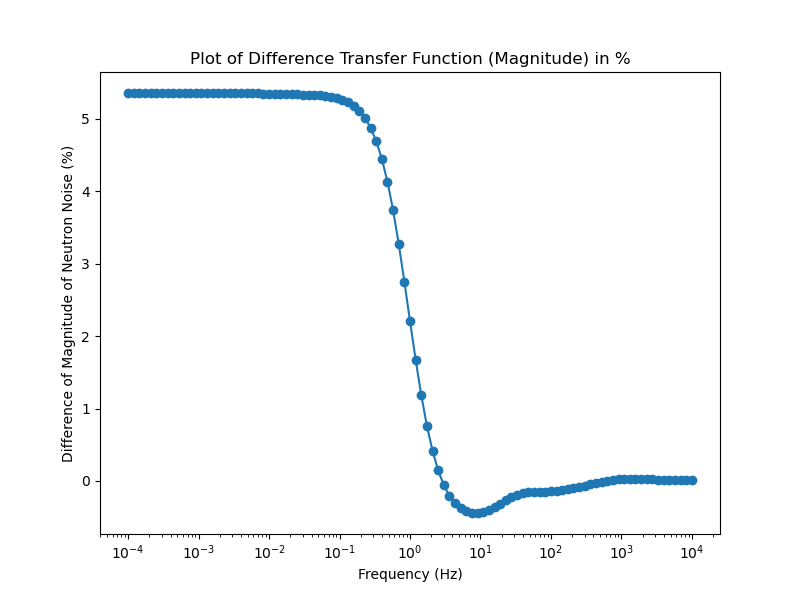 Plot of Difference Transfer Function (Magnitude) in %
Difference of Magnitude of Neutron Noise (%)
5
4
3
2
1
0
10⁻⁴ 10⁻³ 10⁻² 10⁻¹ 10⁰ 10¹ 10² 10³ 10⁴
Frequency (Hz)